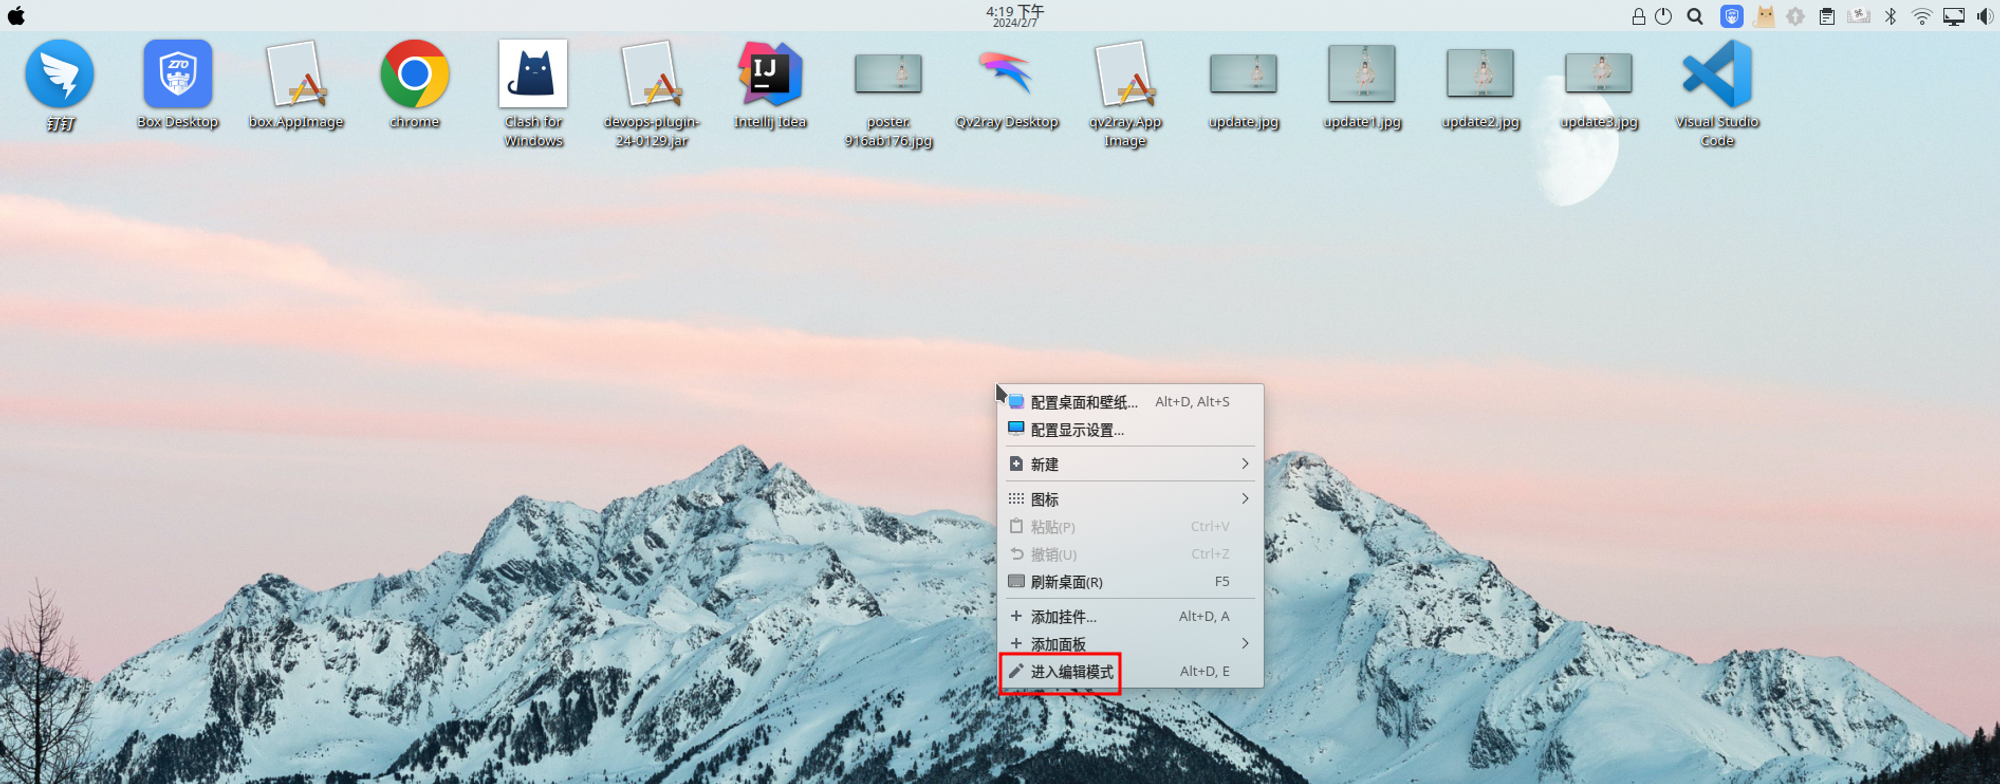 4:19 下午
2024/2/7
钉钉
ZTO
Box Desktop
box.AppImage
chrome
Clash for
Windows
devops-plugin-
24-0129.jar
IJ
Intellij Idea
poster.
916ab176.jpg
Qv2ray Desktop
qv2ray.App
Image
update.jpg
update1.jpg
update2.jpg
update3.jpg
Visual Studio
Code
配置桌面和壁纸... Alt+D, Alt+S
配置显示设置...
新建
图标
粘贴(P) Ctrl+V
撤销(U) Ctrl+Z
刷新桌面(R) F5
添加挂件... Alt+D, A
添加面板
进入编辑模式 Alt+D, E